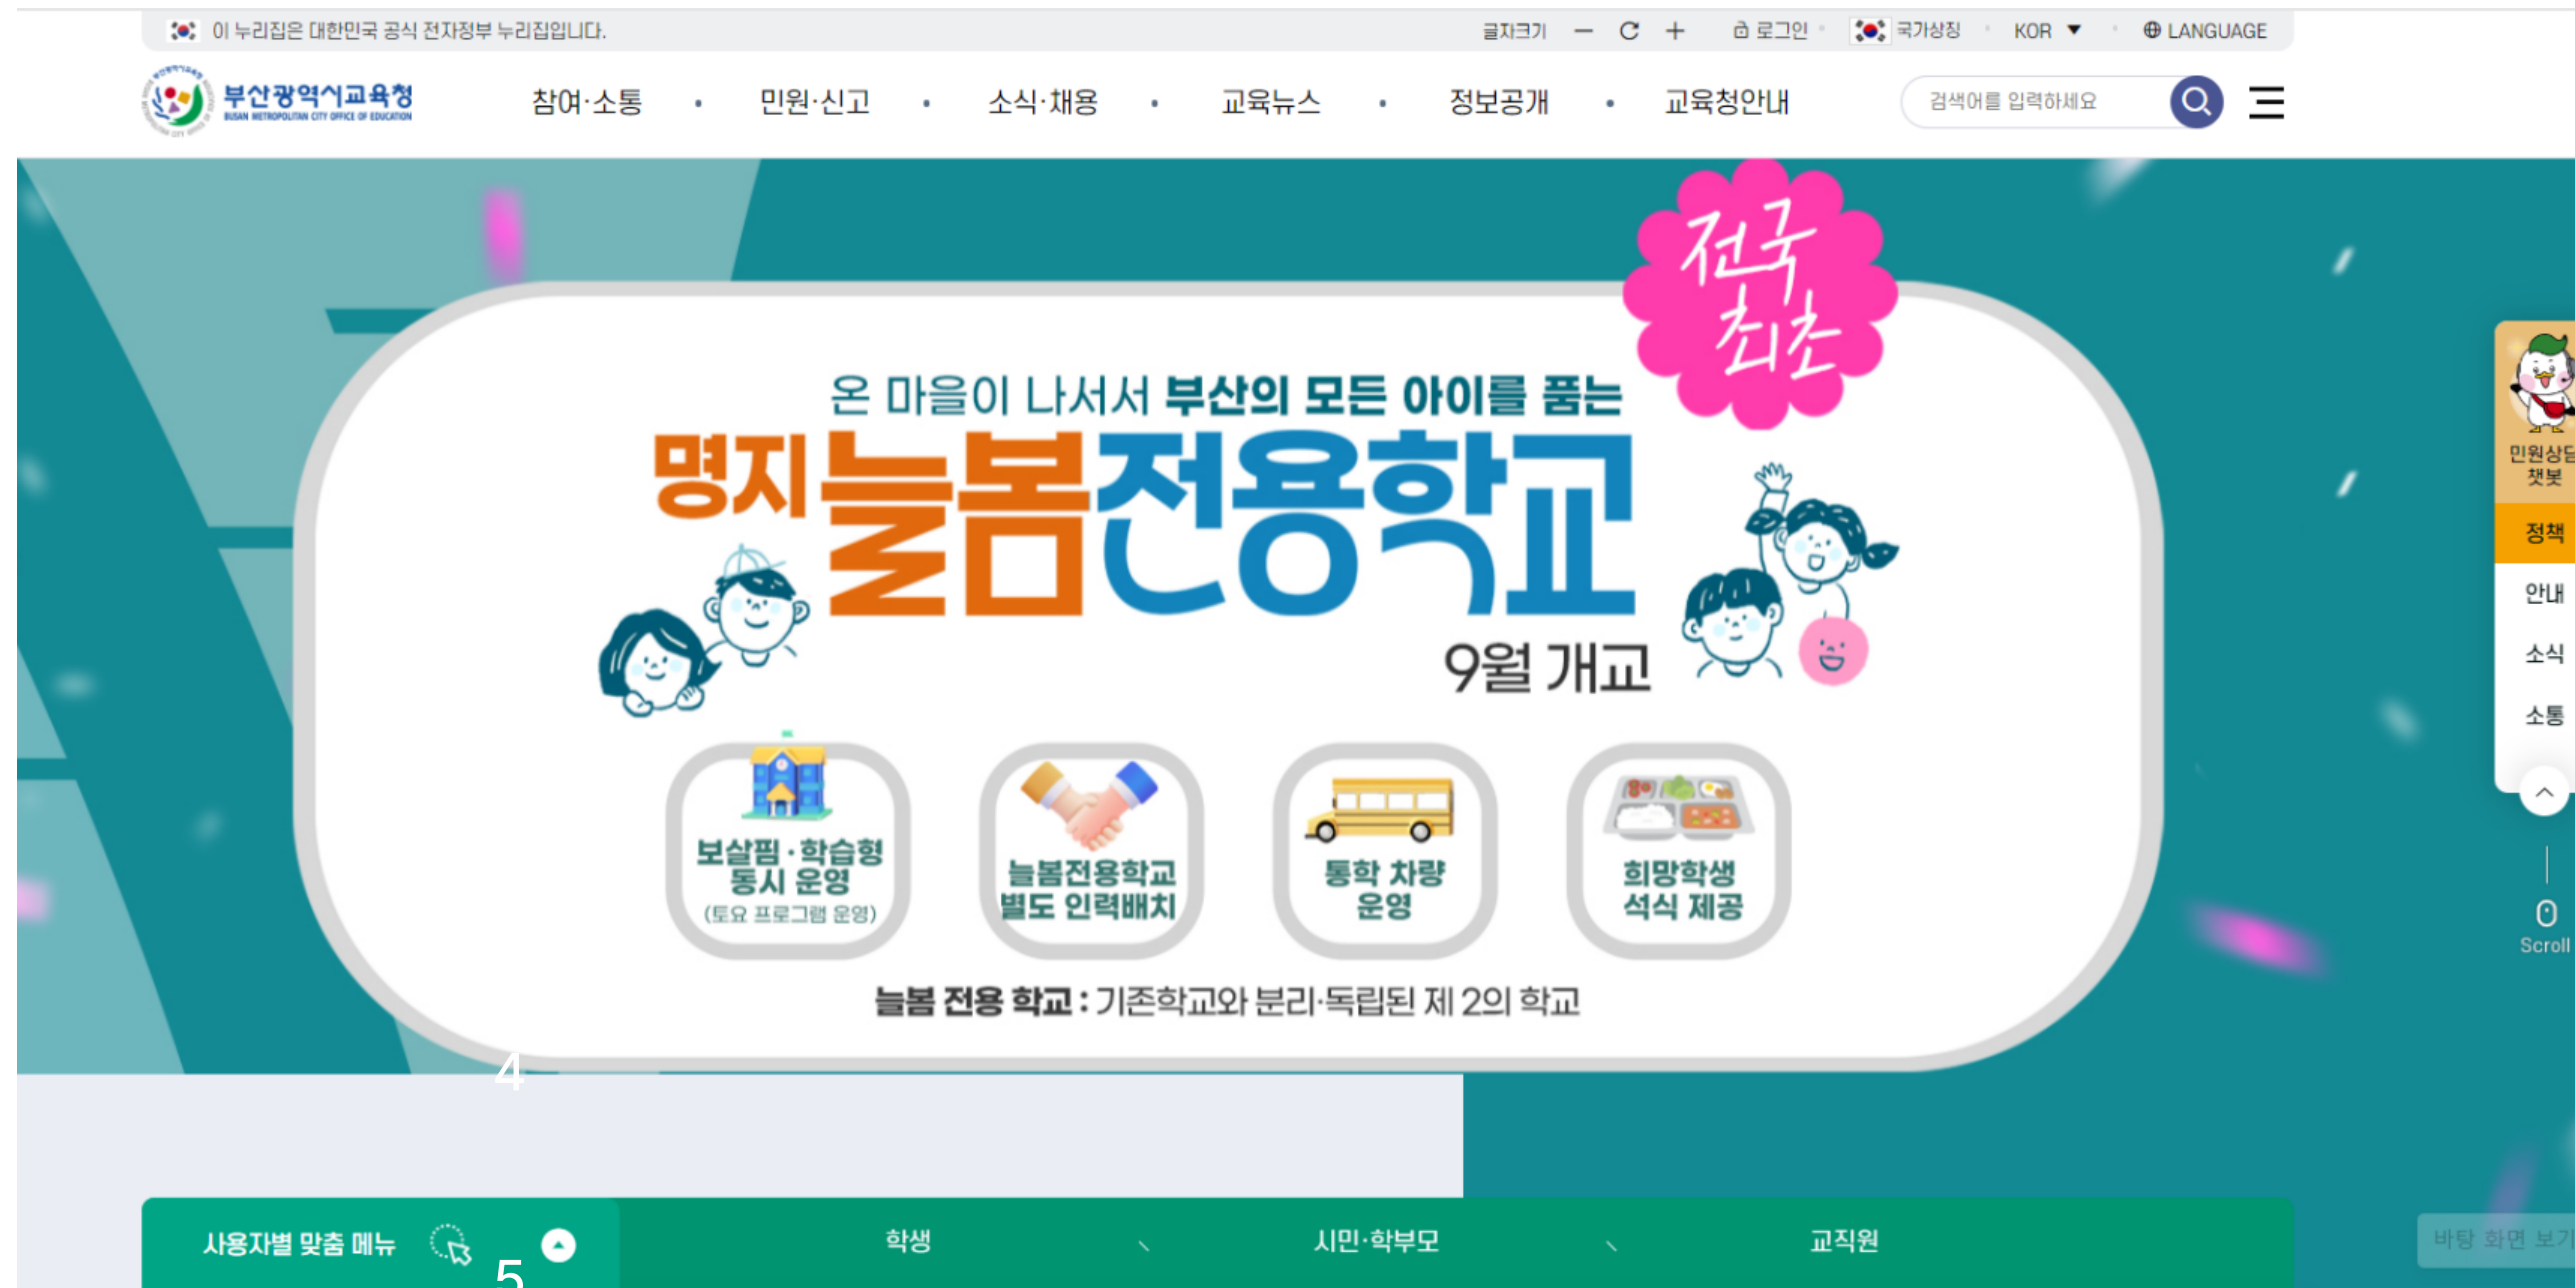 이 누리집은 대한민국 공식 전자정부 누리집입니다.
글자크기 로그인 국가상징 KOR ▼ LANGUAGE
부산광역시교육청
BUSAN METROPOLITAN CITY OFFICE OF EDUCATION
참여·소통 · 민원·신고 · 소식·채용 · 교육뉴스 · 정보공개 · 교육청안내
검색어를 입력하세요
전국
최초
온 마을이 나서서 부산의 모든 아이를 품는
명지늘봄전용학교
9월 개교
보살핌·학습형
동시 운영
(토요 프로그램 운영)
늘봄전용학교
별도 인력배치
통학 차량
운영
희망학생
석식 제공
늘봄 전용 학교 : 기존학교와 분리·독립된 제 2의 학교
민원상담
챗봇
정책
안내
소식
소통
Scroll
4
사용자별 맞춤 메뉴
학생
시민·학부모
교직원
바탕 화면 보기
5